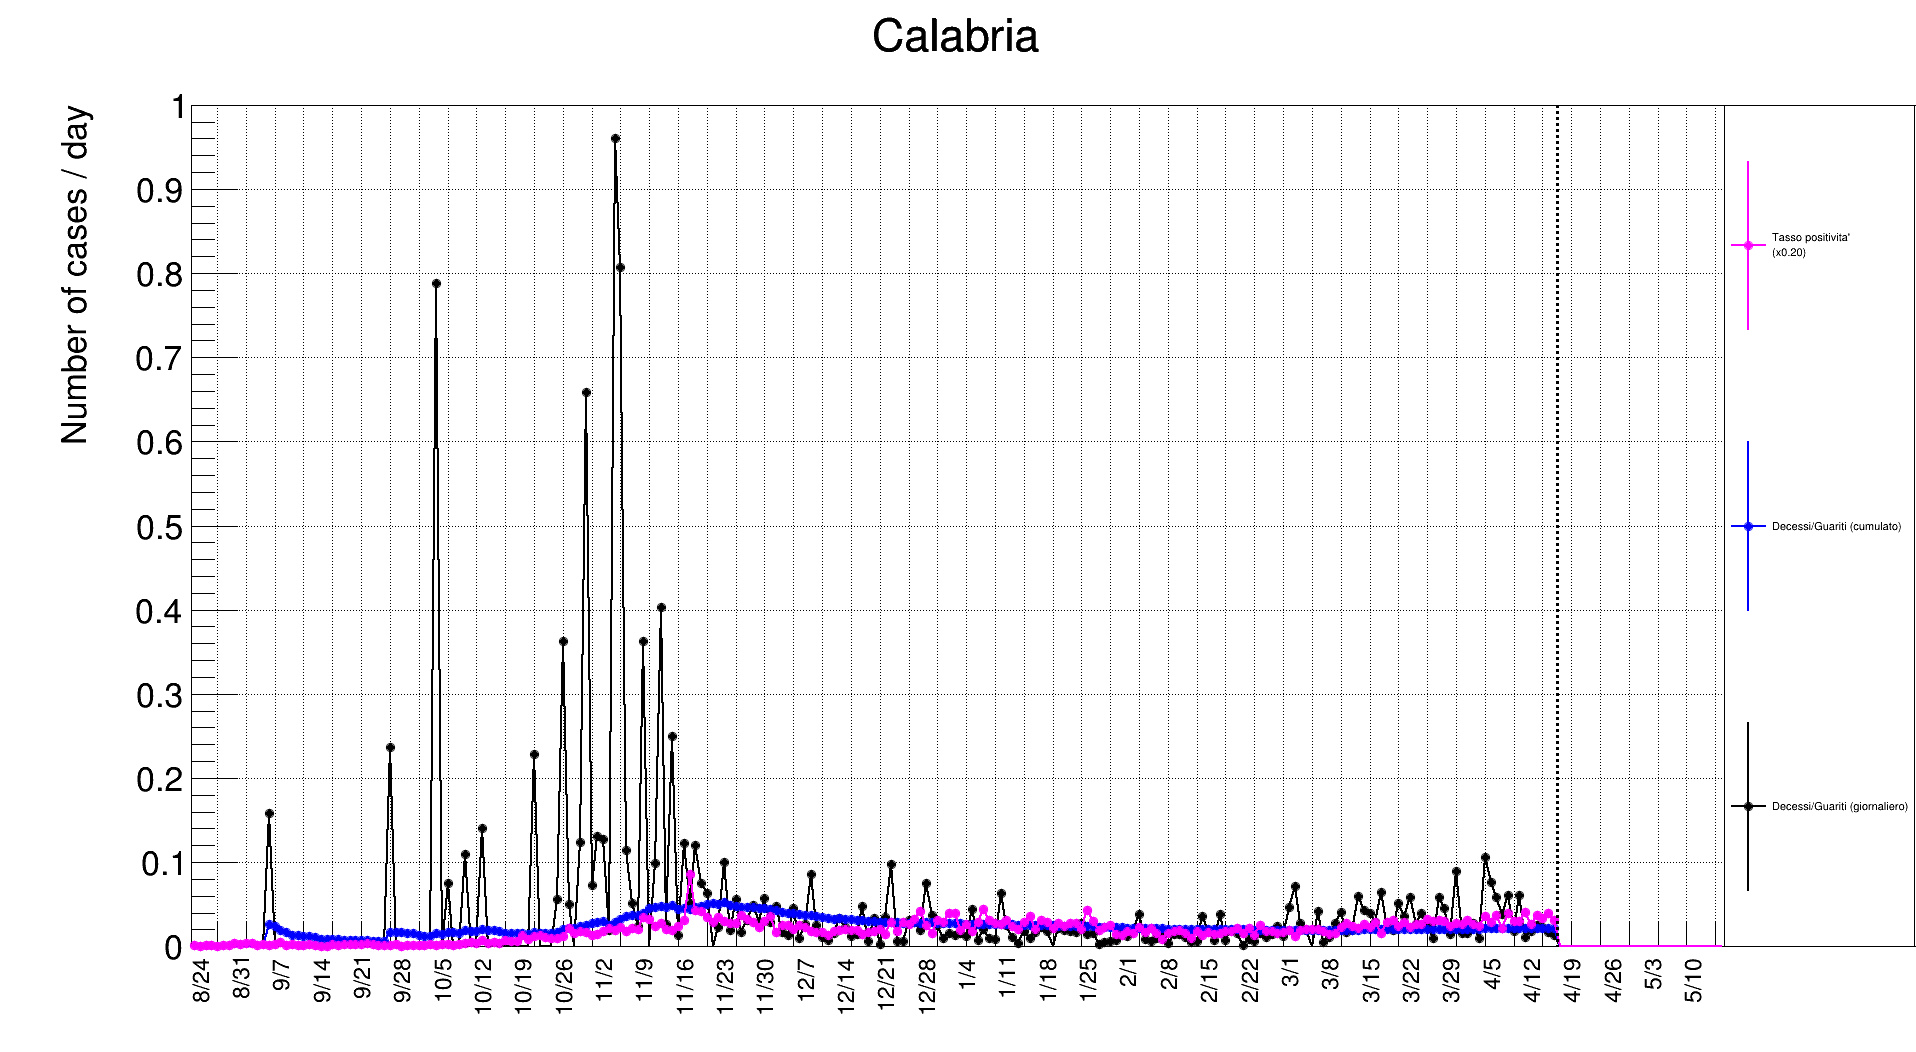 Calabria
Number of cases / day
1
0.9
0.8
0.7
0.6
0.5
0.4
0.3
0.2
0.1
0
8/24 8/31 9/7 9/14 9/21 9/28 10/5 10/12 10/19 10/26 11/2 11/9 11/16 11/23 11/30 12/7 12/14 12/21 12/28 1/4 1/11 1/18 1/25 2/1 2/8 2/15 2/22 3/1 3/8 3/15 3/22 3/29 4/5 4/12 4/19 4/26 5/3 5/10
Tasso positivita'
(x0.20)
Decessi/Guariti (cumulato)
Decessi/Guariti (giornaliero)